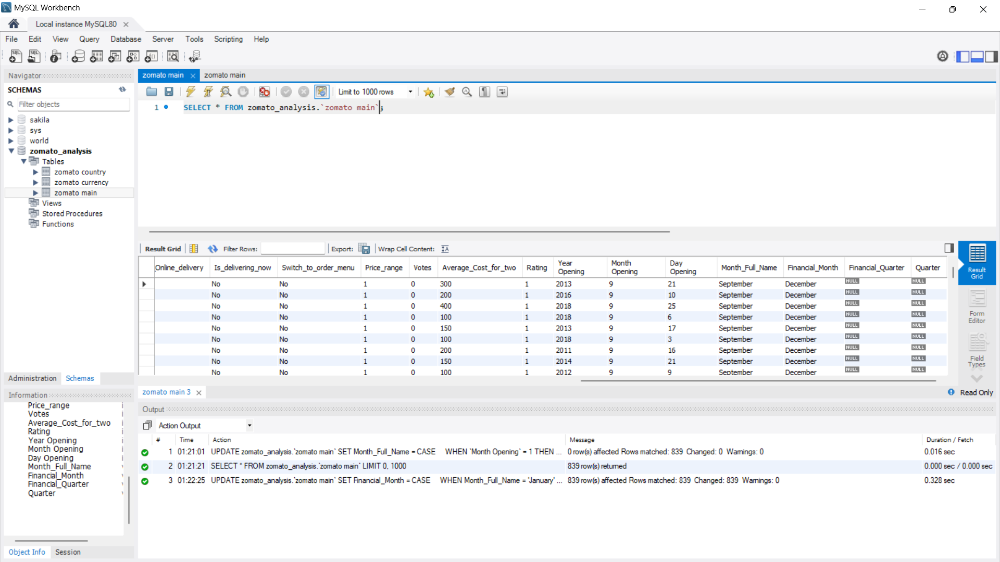 MySQL Workbench
Local instance MySQL80
File Edit View Query Database Server Tools Scripting Help
Navigator
SCHEMAS
Filter objects
sakila
sys
world
zomato_analysis
Tables
zomato country
zomato currency
zomato main
Views
Stored Procedures
Functions
Administration Schemas
Information
Price_range i
Votes i
Average_Cost_for_two i
Rating i
Year Opening i
Month Opening i
Day Opening i
Month_Full_Name
Financial_Month
Financial_Quarter
Quarter
Object Info Session
zomato main zomato main
Limit to 1000 rows
1 SELECT * FROM zomato_analysis.`zomato main`;
Result Grid Filter Rows: Export: Wrap Cell Content:
Online_delivery Is_delivering_now Switch_to_order_menu Price_range Votes Average_Cost_for_two Rating Year Opening Month Opening Day Opening Month_Full_Name Financial_Month Financial_Quarter Quarter
No No 1 0 300 1 2013 9 21 September December NULL NULL
No No 1 0 200 1 2016 9 10 September December NULL NULL
No No 1 0 400 1 2018 9 25 September December NULL NULL
No No 1 0 100 1 2018 9 6 September December NULL NULL
No No 1 0 150 1 2013 9 17 September December NULL NULL
No No 1 0 100 1 2018 9 3 September December NULL NULL
No No 1 0 200 1 2011 9 16 September December NULL NULL
No No 1 0 150 1 2014 9 21 September December NULL NULL
No No 1 0 100 1 2012 9 9 September December NULL NULL
Result Grid
Form Editor
Field Types
zomato main 3
Read Only
Output
Action Output
# Time Action Message Duration / Fetch
1 01:21:01 UPDATE zomato_analysis.`zomato main` SET Month_Full_Name = CASE WHEN `Month Opening` = 1 THEN ... 0 row(s) affected Rows matched: 839 Changed: 0 Warnings: 0 0.016 sec
2 01:21:21 SELECT * FROM zomato_analysis.`zomato main` LIMIT 0, 1000 839 row(s) returned 0.000 sec / 0.000 sec
3 01:22:25 UPDATE zomato_analysis.`zomato main` SET Financial_Month = CASE WHEN Month_Full_Name = 'January' ... 839 row(s) affected Rows matched: 839 Changed: 839 Warnings: 0 0.328 sec